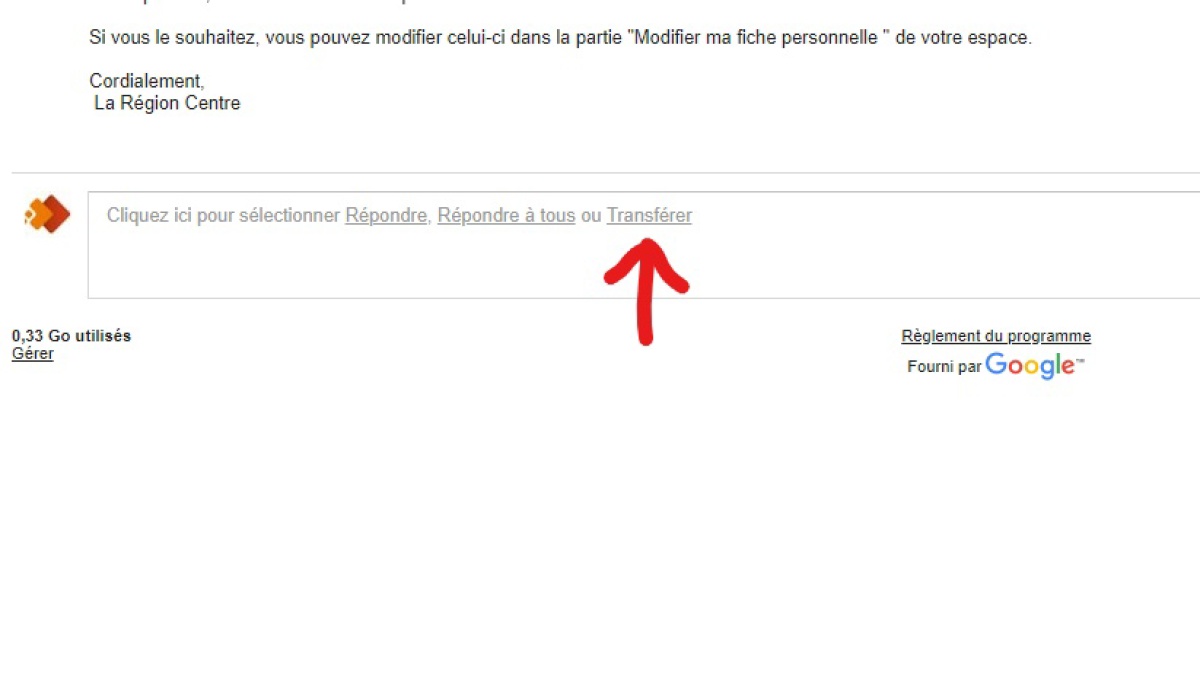 Si vous le souhaitez, vous pouvez modifier celui-ci dans la partie "Modifier ma fiche personnelle " de votre espace.
Cordialement,
La Région Centre
Cliquez ici pour sélectionner Répondre, Répondre à tous ou Transférer
0,33 Go utilisés
Gérer
Règlement du programme
Fourni par Google™